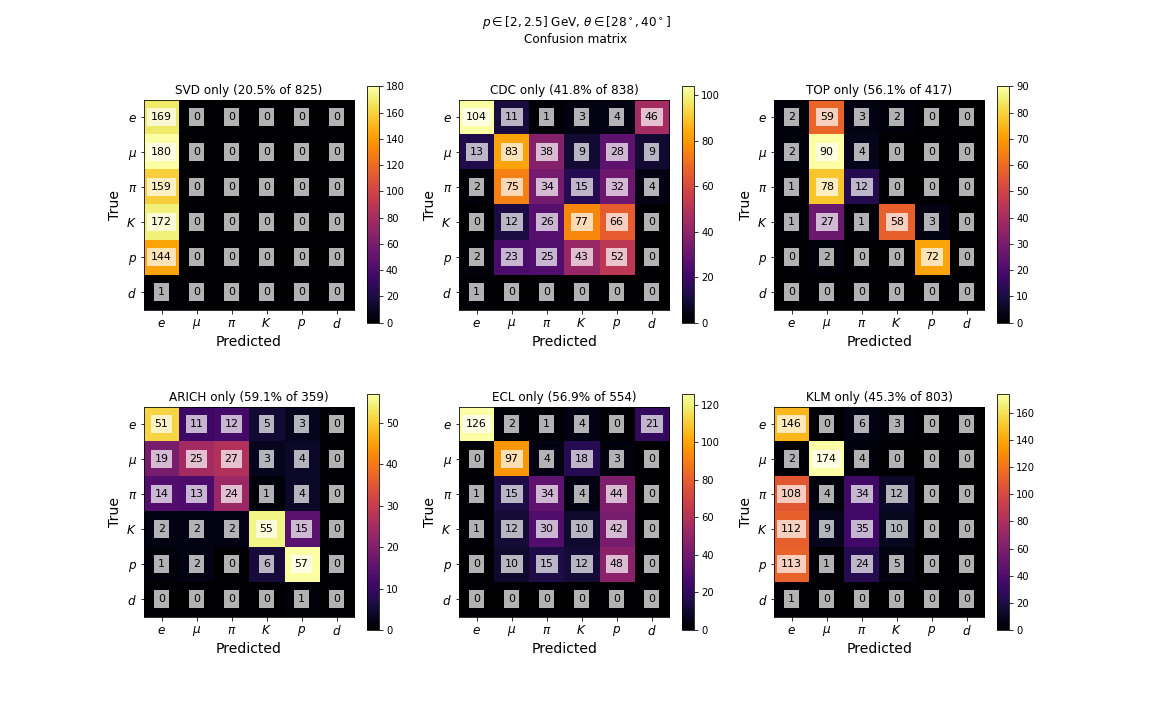 p ∈ [2, 2.5] GeV, θ ∈ [28°, 40°]
Confusion matrix
SVD only (20.5% of 825)
True
e 169 0 0 0 0 0
μ 180 0 0 0 0 0
π 159 0 0 0 0 0
K 172 0 0 0 0 0
p 144 0 0 0 0 0
d 1 0 0 0 0 0
e μ π K p d
Predicted
180
160
140
120
100
80
60
40
20
0
CDC only (41.8% of 838)
True
e 104 11 1 3 4 46
μ 13 83 38 9 28 9
π 2 75 34 15 32 4
K 0 12 26 77 66 0
p 2 23 25 43 52 0
d 1 0 0 0 0 0
e μ π K p d
Predicted
100
80
60
40
20
0
TOP only (56.1% of 417)
True
e 2 59 3 2 0 0
μ 2 90 4 0 0 0
π 1 78 12 0 0 0
K 1 27 1 58 3 0
p 0 2 0 0 72 0
d 0 0 0 0 0 0
e μ π K p d
Predicted
90
80
70
60
50
40
30
20
10
0
ARICH only (59.1% of 359)
True
e 51 11 12 5 3 0
μ 19 25 27 3 4 0
π 14 13 24 1 4 0
K 2 2 2 55 15 0
p 1 2 0 6 57 0
d 0 0 0 0 1 0
e μ π K p d
Predicted
50
40
30
20
10
0
ECL only (56.9% of 554)
True
e 126 2 1 4 0 21
μ 0 97 4 18 3 0
π 1 15 34 4 44 0
K 1 12 30 10 42 0
p 0 10 15 12 48 0
d 0 0 0 0 0 0
e μ π K p d
Predicted
120
100
80
60
40
20
0
KLM only (45.3% of 803)
True
e 146 0 6 3 0 0
μ 2 174 4 0 0 0
π 108 4 34 12 0 0
K 112 9 35 10 0 0
p 113 1 24 5 0 0
d 1 0 0 0 0 0
e μ π K p d
Predicted
160
140
120
100
80
60
40
20
0